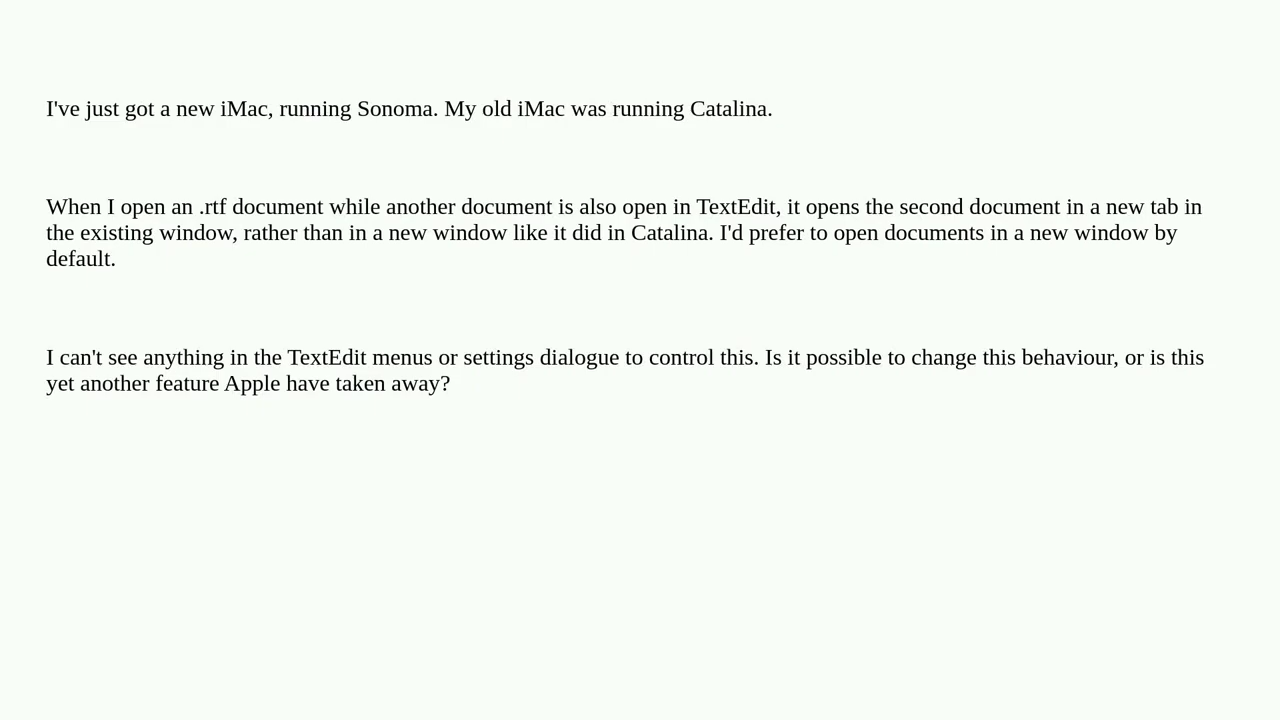 I've just got a new iMac, running Sonoma. My old iMac was running Catalina.
When I open an .rtf document while another document is also open in TextEdit, it opens the second document in a new tab in
the existing window, rather than in a new window like it did in Catalina. I'd prefer to open documents in a new window by
default.
I can't see anything in the TextEdit menus or settings dialogue to control this. Is it possible to change this behaviour, or is this
yet another feature Apple have taken away?